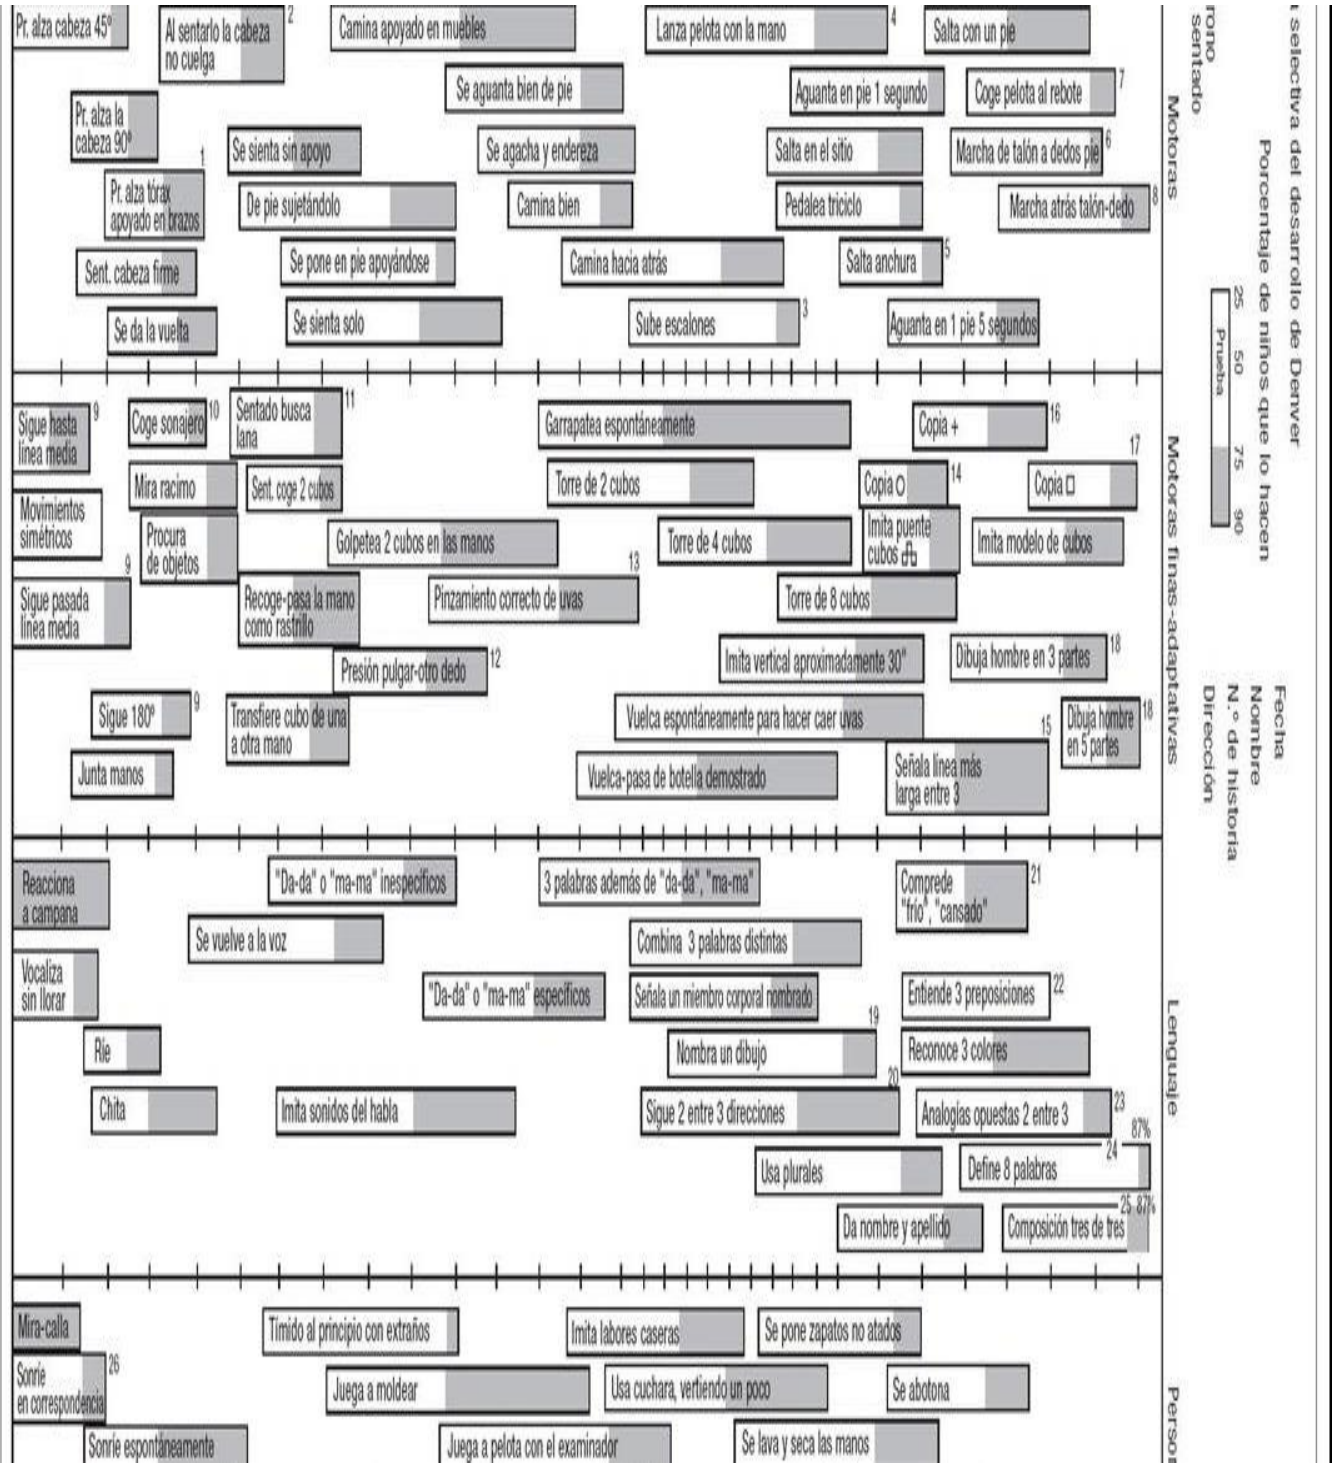 Pr. alza cabeza 45°
Al sentarlo la cabeza
no cuelga
2
Camina apoyado en muebles
Lanza pelota con la mano
4
Salta con un pie
Se aguanta bien de pie
Aguanta en pie 1 segundo
Coge pelota al rebote
7
Pr. alza la
cabeza 90°
Se sienta sin apoyo
Se agacha y endereza
Salta en el sitio
Marcha de talón a dedos pie
6
1
Pr. alza tórax
apoyado en brazos
De pie sujetándolo
Camina bien
Pedalea triciclo
Marcha atrás talón-dedo
8
Sent. cabeza firme
Se pone en pie apoyándose
Camina hacia atrás
Salta anchura
5
Se da la vuelta
Se sienta solo
Sube escalones
3
Aguanta en 1 pie 5 segundos
Motoras
Sigue hasta
línea media
9
Coge sonajero
10
Sentado busca
lana
11
Garrapatea espontáneamente
Copia +
16
Mira racimo
Sent. coge 2 cubos
Torre de 2 cubos
Copia O
14
Copia □
17
Movimientos
simétricos
Procura
de objetos
Golpetea 2 cubos en las manos
Torre de 4 cubos
Imita puente
cubos
Imita modelo de cubos
Sigue pasada
línea media
9
Recoge-pasa la mano
como rastrillo
Pinzamiento correcto de uvas
13
Torre de 8 cubos
Presión pulgar-otro dedo
12
Imita vertical aproximadamente 30"
Dibuja hombre en 3 partes
18
Sigue 180°
9
Transfiere cubo de una
a otra mano
Vuelca espontáneamente para hacer caer uvas
Dibuja hombre
en 5 partes
18
Junta manos
Vuelca-pasa de botella demostrado
Señala línea más
larga entre 3
15
Motoras finas-adaptativas
Reacciona
a campana
"Da-da" o "ma-ma" inespecíficos
3 palabras además de "da-da", "ma-ma"
Comprede
"frío", "cansado"
21
Se vuelve a la voz
Combina 3 palabras distintas
Vocaliza
sin llorar
"Da-da" o "ma-ma" específicos
Señala un miembro corporal nombrado
Entiende 3 preposiciones
22
Ríe
Nombra un dibujo
19
Reconoce 3 colores
Chita
Imita sonidos del habla
Sigue 2 entre 3 direcciones
20
Analogías opuestas 2 entre 3
23
Usa plurales
Define 8 palabras
24
87%
Da nombre y apellido
Composición tres de tres
25 87%
Lenguaje
Mira-calla
Tímido al principio con extraños
Imita labores caseras
Se pone zapatos no atados
Sonríe
en correspondencia
26
Juega a moldear
Usa cuchara, vertiendo un poco
Se abotona
Sonríe espontáneamente
Juega a pelota con el examinador
Se lava y seca las manos
Person
selectiva del desarrollo de Denver
Porcentaje de niños que lo hacen
25 50 75 90
Prueba
rono
sentado
Fecha
Nombre
N.º de historia
Dirección